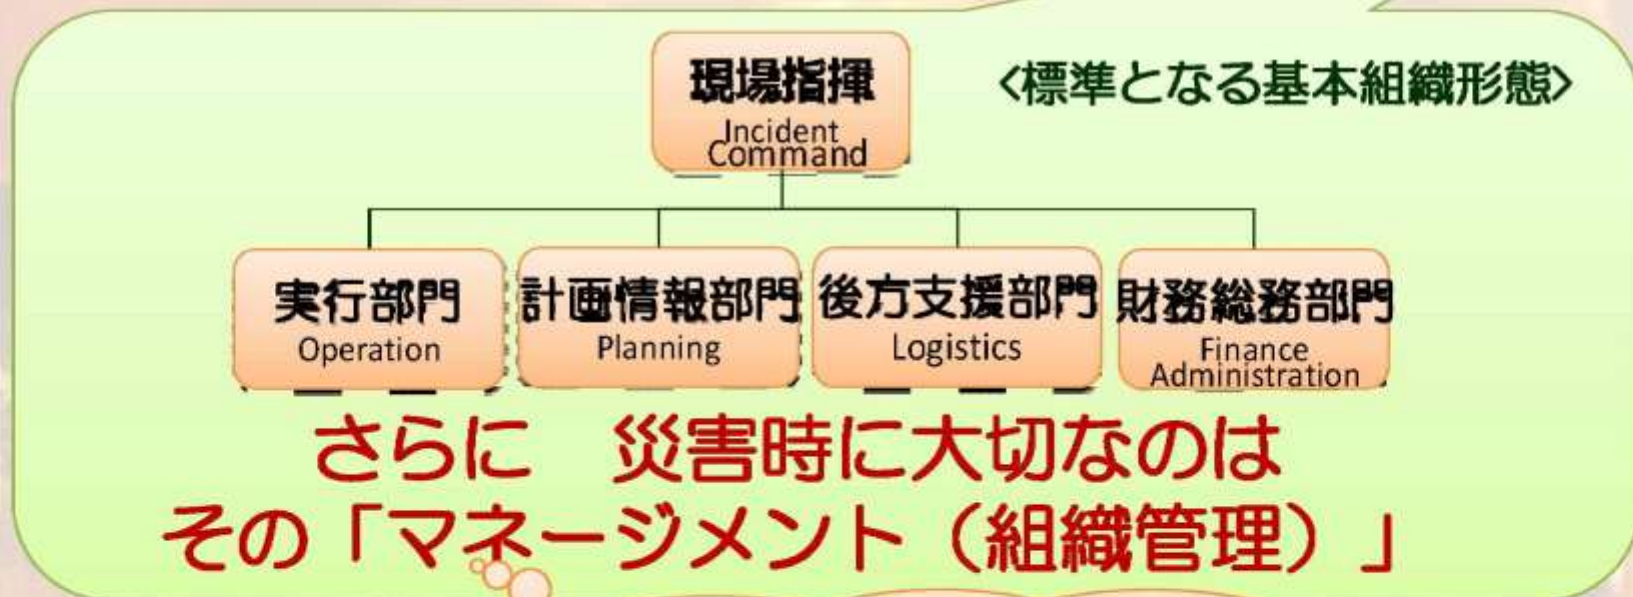 現場指揮
Incident
Command
<標準となる基本組織形態>
実行部門
Operation
計画情報部門
Planning
後方支援部門
Logistics
財務総務部門
Finance
Administration
さらに 災害時に大切なのは
その「マネージメント(組織管理)」